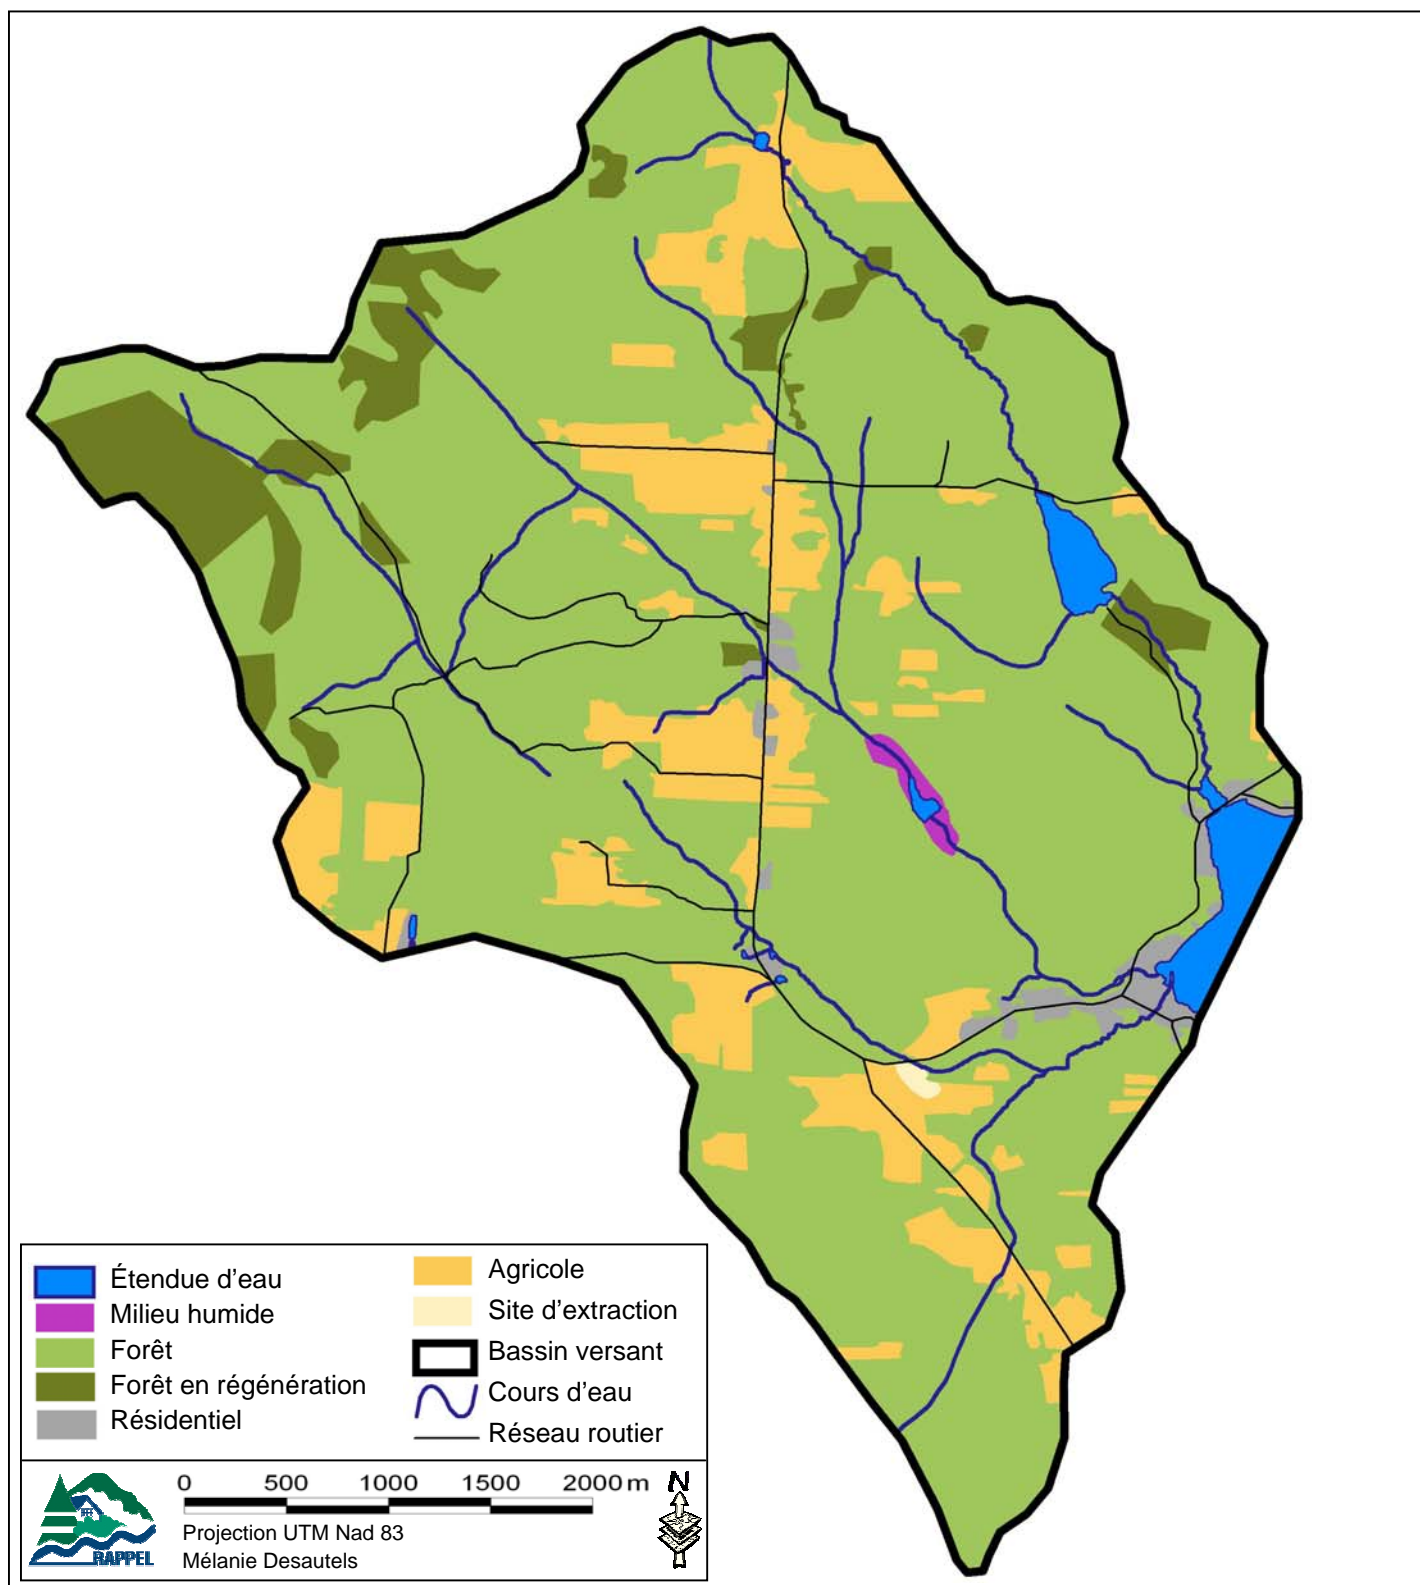 Étendue d'eau
Milieu humide
Forêt
Forêt en régénération
Résidentiel
Agricole
Site d'extraction
Bassin versant
Cours d'eau
Réseau routier
0 500 1000 1500 2000 m
N
Projection UTM Nad 83
Mélanie Desautels
RAPPEL